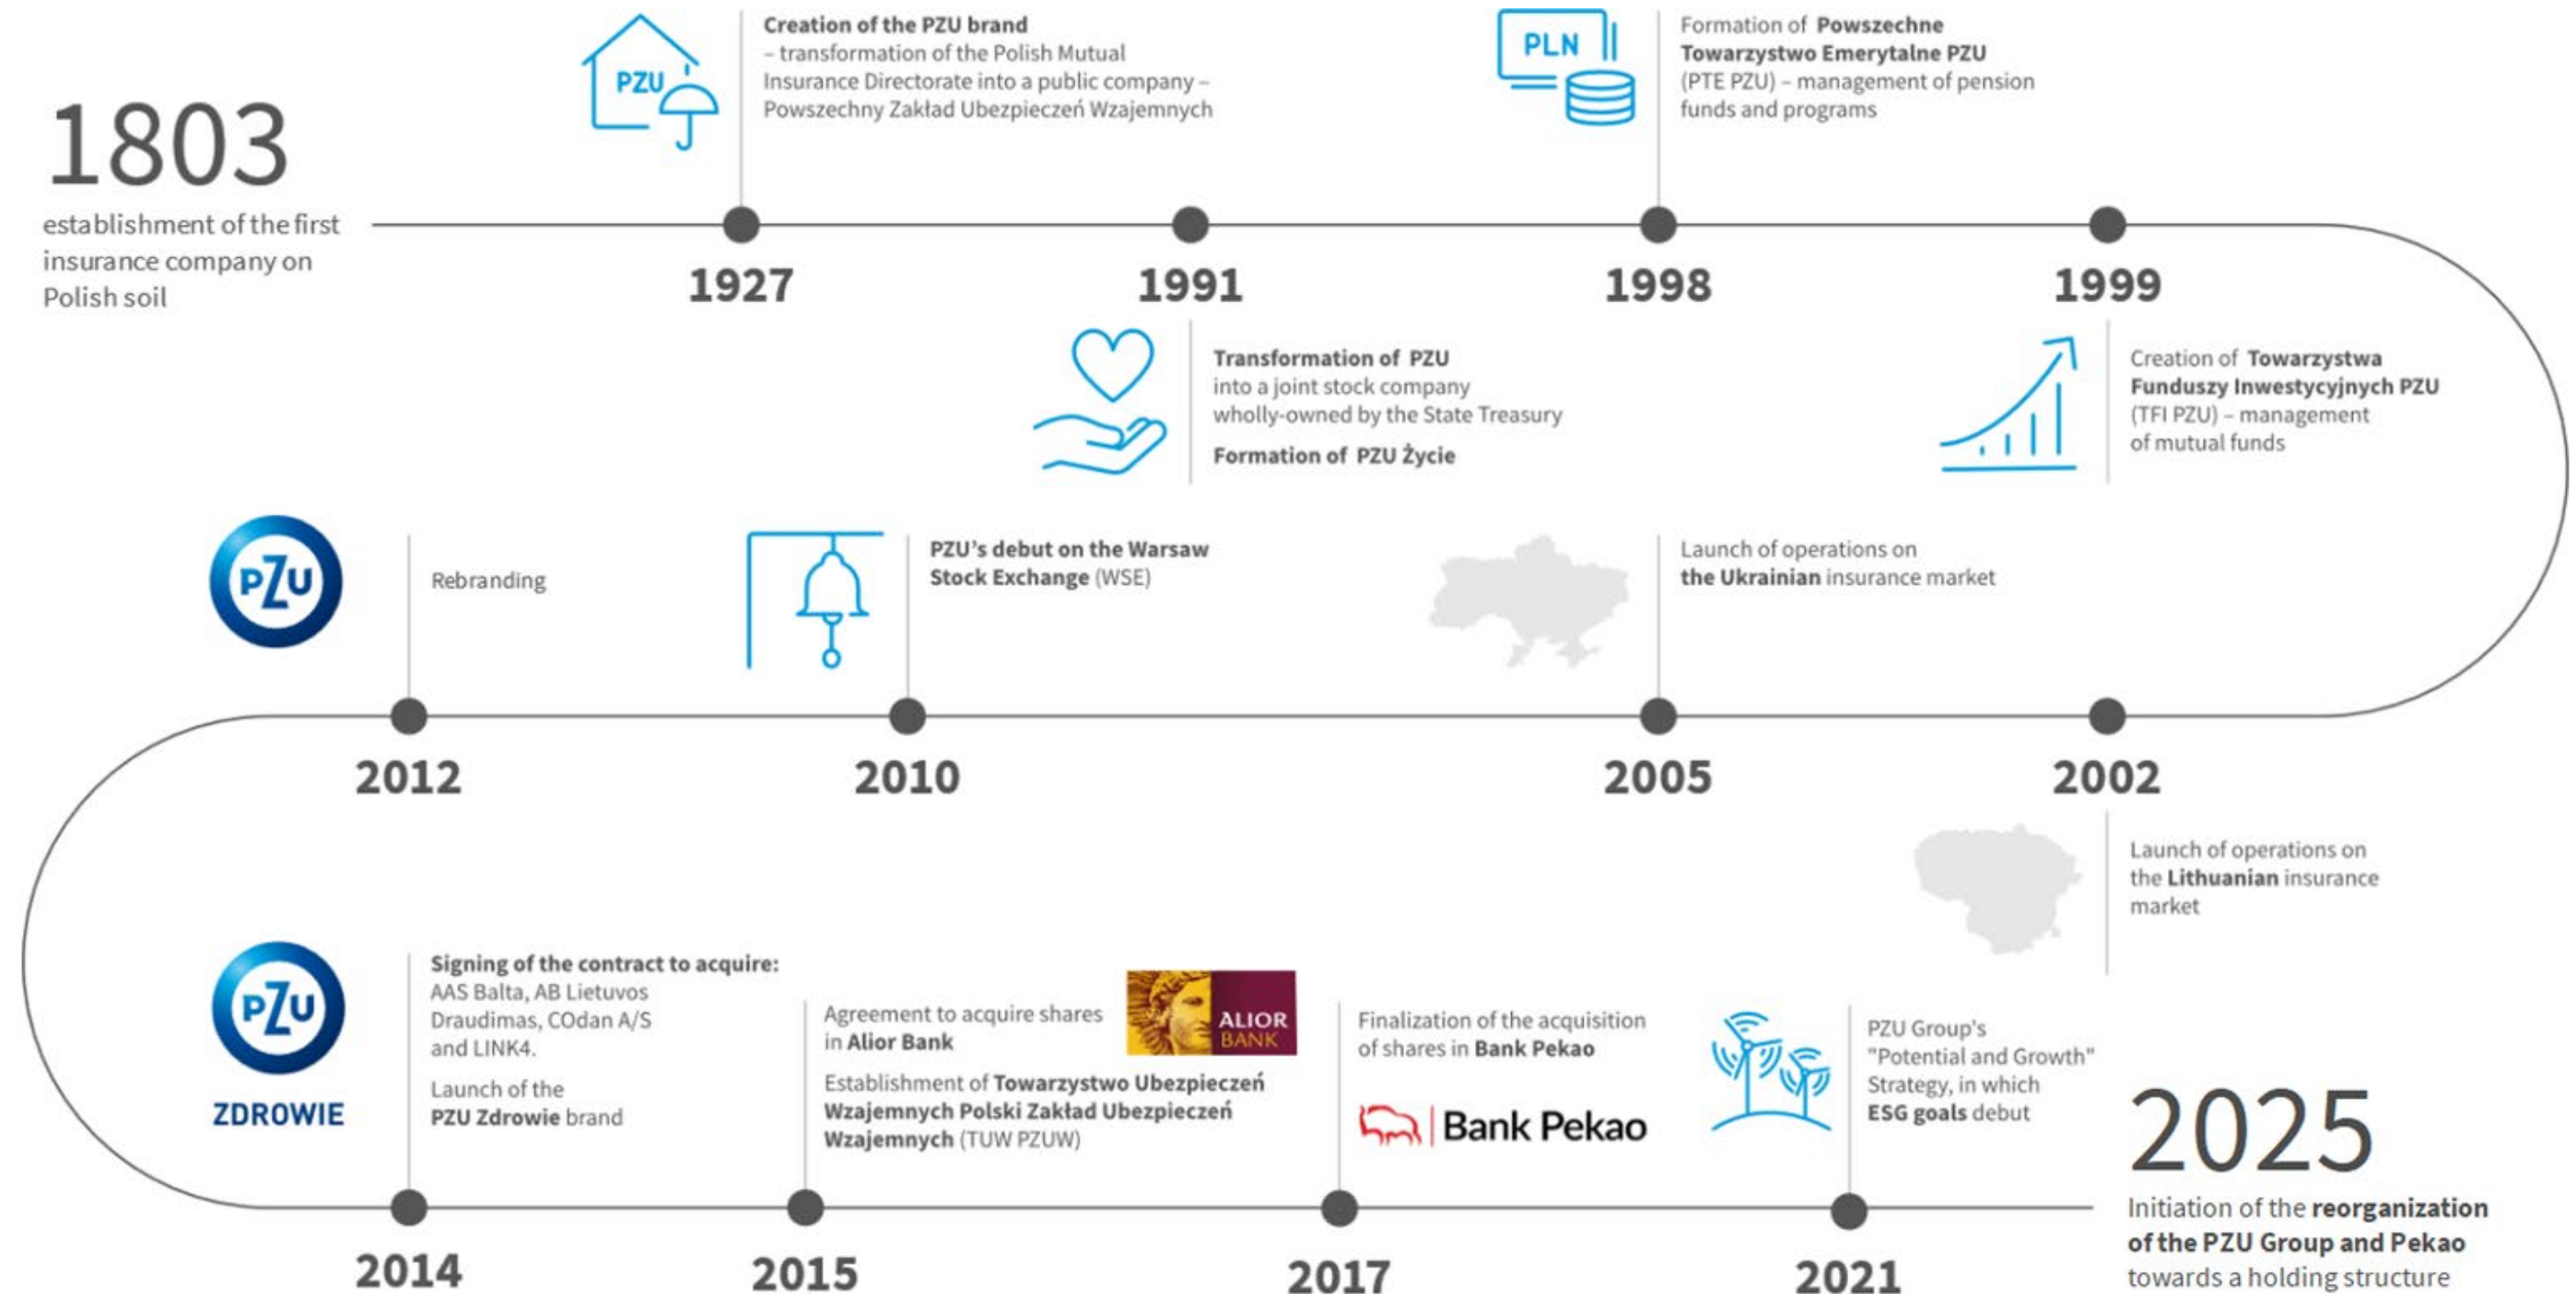 1803
establishment of the first
insurance company on
Polish soil
PZU
Creation of the PZU brand
– transformation of the Polish Mutual
Insurance Directorate into a public company –
Powszechny Zakład Ubezpieczeń Wzajemnych
1927
1991
Transformation of PZU
into a joint stock company
wholly-owned by the State Treasury
Formation of PZU Życie
PLN
Formation of Powszechne
Towarzystwo Emerytalne PZU
(PTE PZU) – management of pension
funds and programs
1998
1999
Creation of Towarzystwa
Funduszy Inwestycyjnych PZU
(TFI PZU) – management
of mutual funds
2002
Launch of operations on
the Lithuanian insurance
market
Launch of operations on
the Ukrainian insurance market
2005
PZU's debut on the Warsaw
Stock Exchange (WSE)
2010
PZU
Rebranding
2012
PZU
ZDROWIE
Signing of the contract to acquire:
AAS Balta, AB Lietuvos
Draudimas, COdan A/S
and LINK4.
Launch of the
PZU Zdrowie brand
2014
Agreement to acquire shares
in Alior Bank
ALIOR
BANK
Establishment of Towarzystwo Ubezpieczeń
Wzajemnych Polski Zakład Ubezpieczeń
Wzajemnych (TUW PZUW)
2015
Finalization of the acquisition
of shares in Bank Pekao
Bank Pekao
2017
PZU Group's
"Potential and Growth"
Strategy, in which
ESG goals debut
2021
2025
Initiation of the reorganization
of the PZU Group and Pekao
towards a holding structure